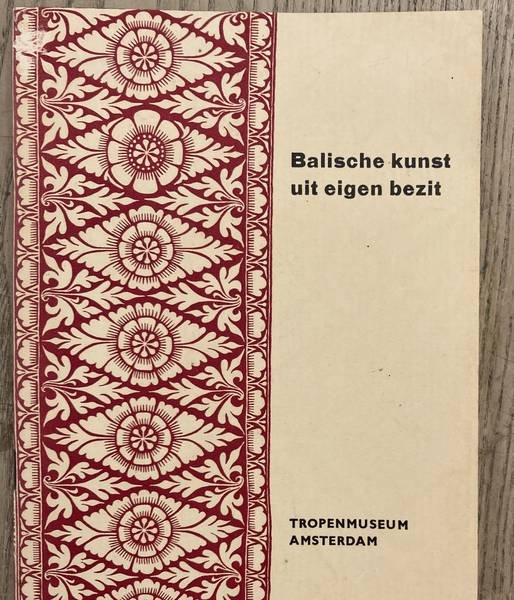 Balische kunst
uit eigen bezit
TROPENMUSEUM
AMSTERDAM